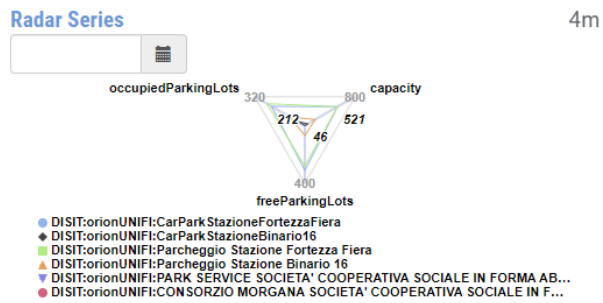 Radar Series
4m
occupiedParkingLots
320
800
capacity
212
46
521
400
freeParkingLots
DISIT:orionUNIFI:CarParkStazioneFortezzaFiera
DISIT:orionUNIFI:CarParkStazioneBinario16
DISIT:orionUNIFI:Parcheggio Stazione Fortezza Fiera
DISIT:orionUNIFI:Parcheggio Stazione Binario 16
DISIT:orionUNIFI:PARK SERVICE SOCIETA' COOPERATIVA SOCIALE IN FORMA AB...
DISIT:orionUNIFI:CONSORZIO MORGANA SOCIETA' COOPERATIVA SOCIALE IN F...